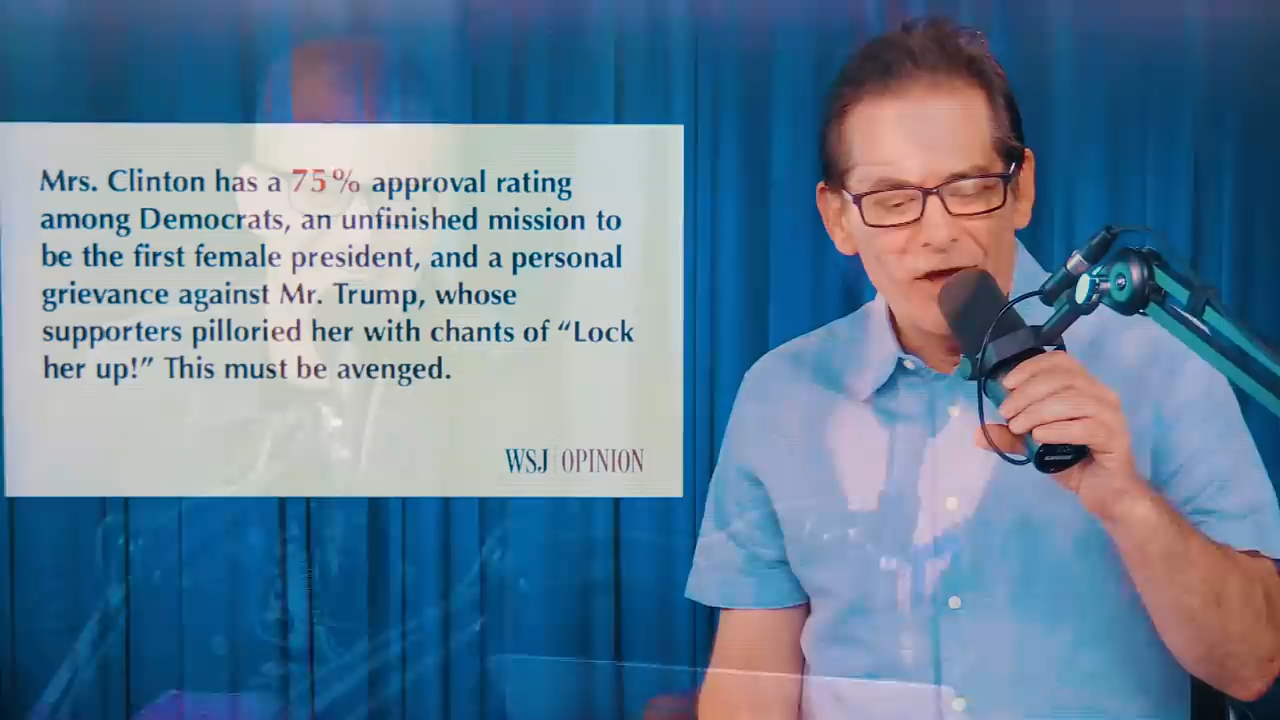 Mrs. Clinton has a 75% approval rating
among Democrats, an unfinished mission to
be the first female president, and a personal
grievance against Mr. Trump, whose
supporters pilloried her with chants of “Lock
her up!” This must be avenged.
WSJ | OPINION